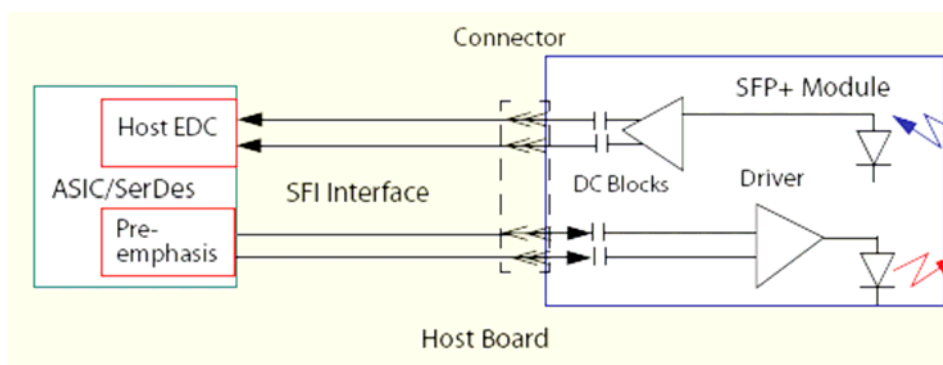 Connector
SFP+ Module
Host EDC
ASIC/SerDes
SFI Interface
DC Blocks
Driver
Pre-
emphasis
Host Board